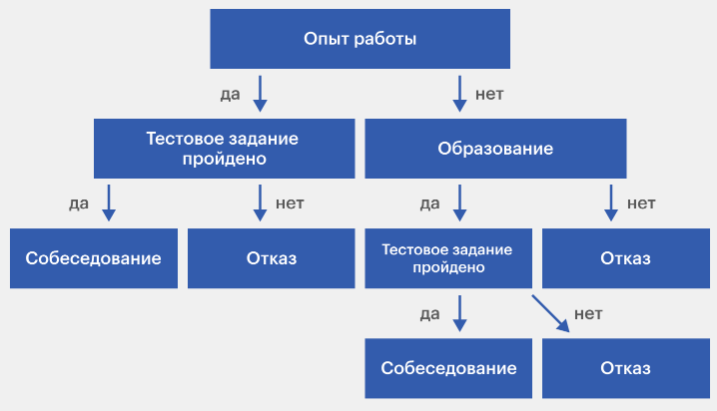 Опыт работы
да
нет
Тестовое задание
пройдено
Образование
да
нет
да
нет
Собеседование
Отказ
Тестовое задание
пройдено
Отказ
да
нет
Собеседование
Отказ